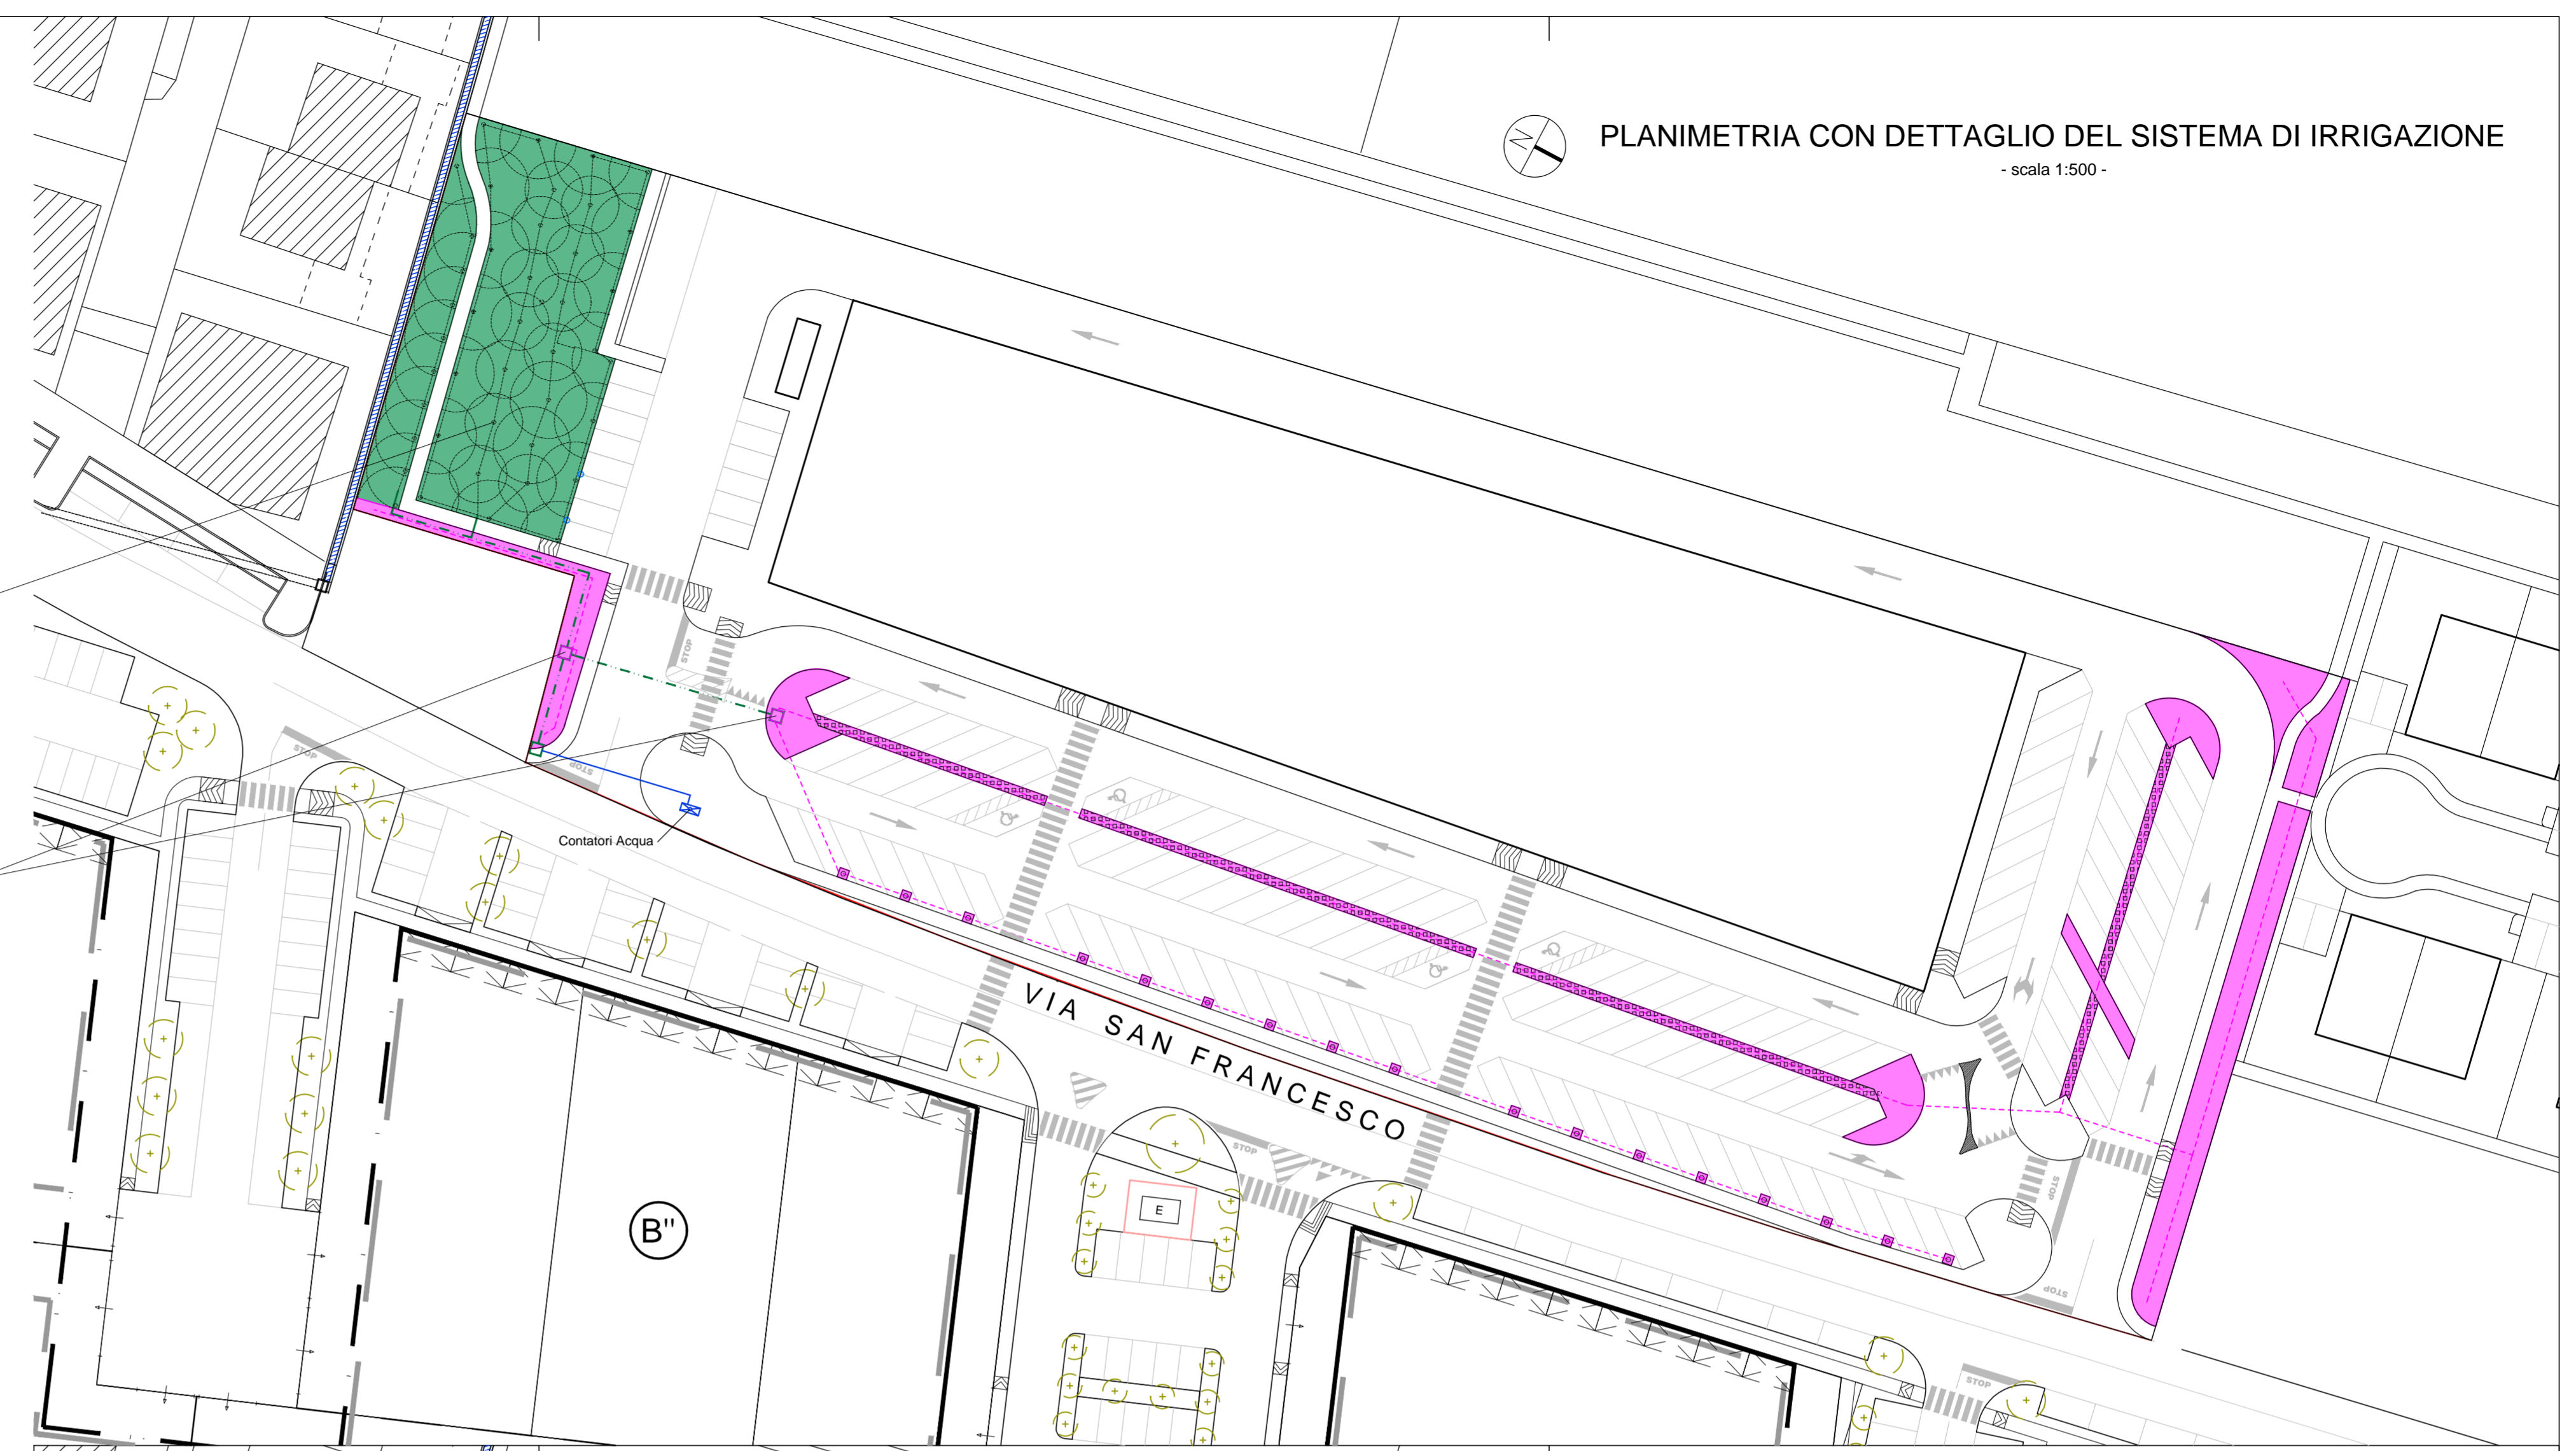 PLANIMETRIA CON DETTAGLIO DEL SISTEMA DI IRRIGAZIONE
- scala 1:500 -
N
STOP
STOP
STOP
Contatori Acqua
VIA SAN FRANCESCO
STOP
STOP
STOP
B''
E
STOP